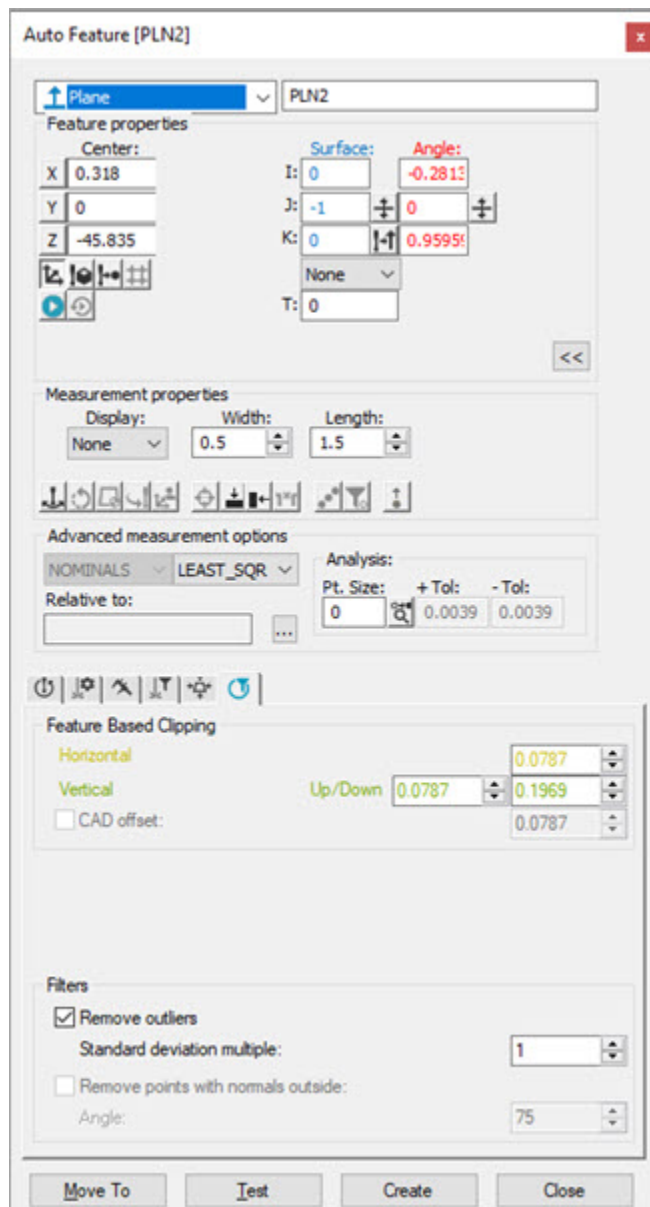 Auto Feature [PLN2]
x
Plane PLN2
Feature properties
Center: Surface: Angle:
X 0.318 I: 0 -0.2813
Y 0 J: -1 0
Z -45.835 K: 0 0.95959
None
T: 0
<<
Measurement properties
Display: Width: Length:
None 0.5 1.5
Advanced measurement options
NOMINALS LEAST_SQR Analysis:
Pt. Size: + Tol: - Tol:
Relative to: 0 0.0039 0.0039
...
Feature Based Clipping
Horizontal 0.0787
Vertical Up/Down 0.0787 0.1969
CAD offset: 0.0787
Filters
Remove outliers
Standard deviation multiple: 1
Remove points with normals outside:
Angle: 75
Move To Test Create Close